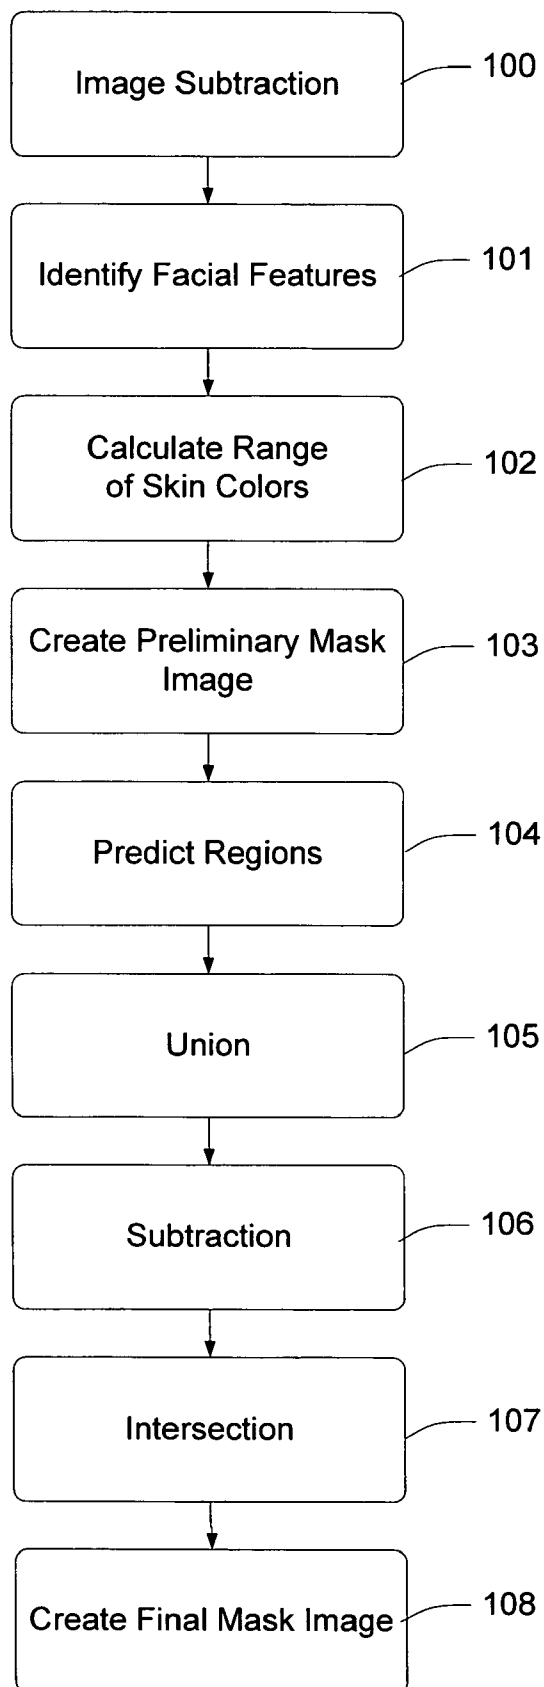 Image Subtraction
100
Identify Facial Features
101
Calculate Range
of Skin Colors
102
Create Preliminary Mask
Image
103
Predict Regions
104
Union
105
Subtraction
106
Intersection
107
Create Final Mask Image
108